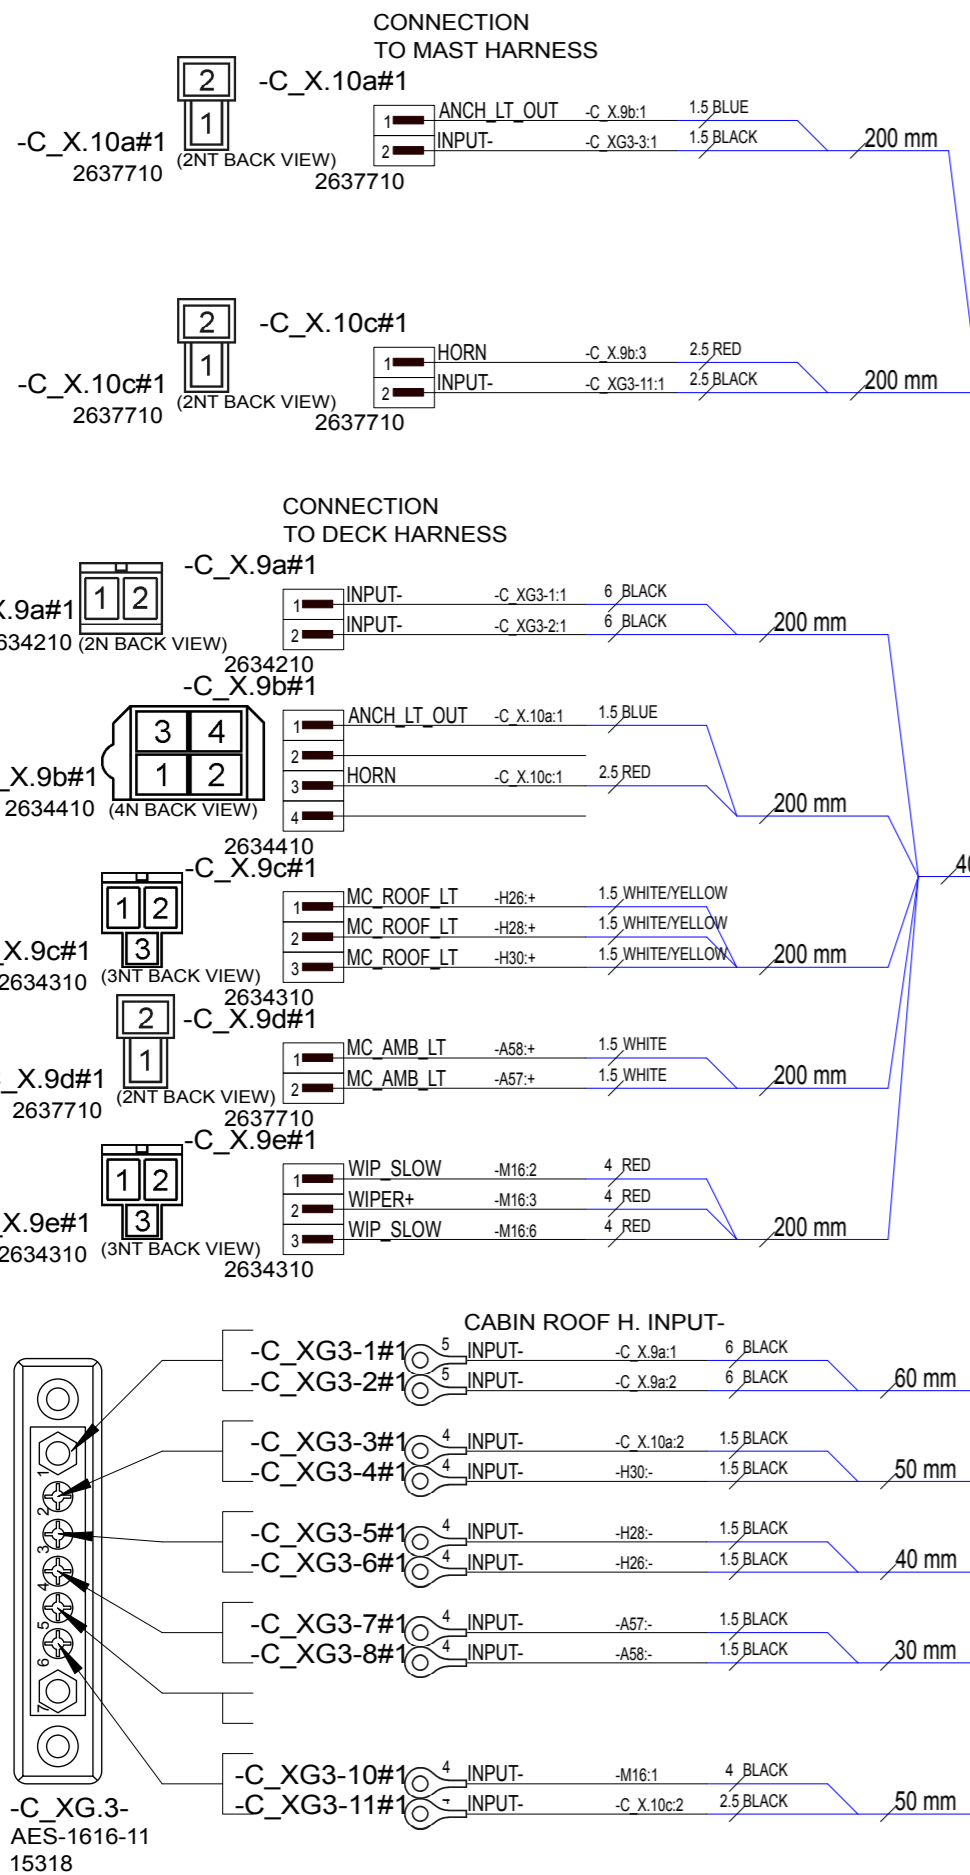 CONNECTION
TO MAST HARNESS
2
1
-C_X.10a#1
-C_X.10a#1
(2NT BACK VIEW)
2637710
1 ANCH_LT_OUT -C_X.9b:1 1.5 BLUE
2 INPUT- -C_XG3-3:1 1.5 BLACK
200 mm
2637710
2
1
-C_X.10c#1
-C_X.10c#1
(2NT BACK VIEW)
2637710
1 HORN -C_X.9b:3 2.5 RED
2 INPUT- -C_XG3-11:1 2.5 BLACK
200 mm
2637710
CONNECTION
TO DECK HARNESS
-C_X.9a#1
1 2
X.9a#1
634210 (2N BACK VIEW)
1 INPUT- -C_XG3-1:1 6 BLACK
2 INPUT- -C_XG3-2:1 6 BLACK
200 mm
2634210
-C_X.9b#1
3 4
1 2
_X.9b#1
2634410 (4N BACK VIEW)
1 ANCH_LT_OUT -C_X.10a:1 1.5 BLUE
2
3 HORN -C_X.10c:1 2.5 RED
4
200 mm
2634410
-C_X.9c#1
1 2
3
_X.9c#1
2634310 (3NT BACK VIEW)
1 MC_ROOF_LT -H26:+ 1.5 WHITE/YELLOW
2 MC_ROOF_LT -H28:+ 1.5 WHITE/YELLOW
3 MC_ROOF_LT -H30:+ 1.5 WHITE/YELLOW
200 mm
40
2634310
-C_X.9d#1
2
1
_X.9d#1
2637710 (2NT BACK VIEW)
1 MC_AMB_LT -A58:+ 1.5 WHITE
2 MC_AMB_LT -A57:+ 1.5 WHITE
200 mm
2637710
-C_X.9e#1
1 2
3
_X.9e#1
2634310 (3NT BACK VIEW)
1 WIP_SLOW -M16:2 4 RED
2 WIPER+ -M16:3 4 RED
3 WIP_SLOW -M16:6 4 RED
200 mm
2634310
CABIN ROOF H. INPUT-
-C_XG3-1#1 5 INPUT- -C_X.9a:1 6 BLACK
-C_XG3-2#1 5 INPUT- -C_X.9a:2 6 BLACK
60 mm
-C_XG3-3#1 4 INPUT- -C_X.10a:2 1.5 BLACK
-C_XG3-4#1 4 INPUT- -H30:- 1.5 BLACK
50 mm
-C_XG3-5#1 4 INPUT- -H28:- 1.5 BLACK
-C_XG3-6#1 4 INPUT- -H26:- 1.5 BLACK
40 mm
-C_XG3-7#1 4 INPUT- -A57:- 1.5 BLACK
-C_XG3-8#1 4 INPUT- -A58:- 1.5 BLACK
30 mm
-C_XG3-10#1 4 INPUT- -M16:1 4 BLACK
-C_XG3-11#1 INPUT- -C_X.10c:2 2.5 BLACK
50 mm
1
2
3
4
5
6
7
-C_XG.3-
AES-1616-11
15318